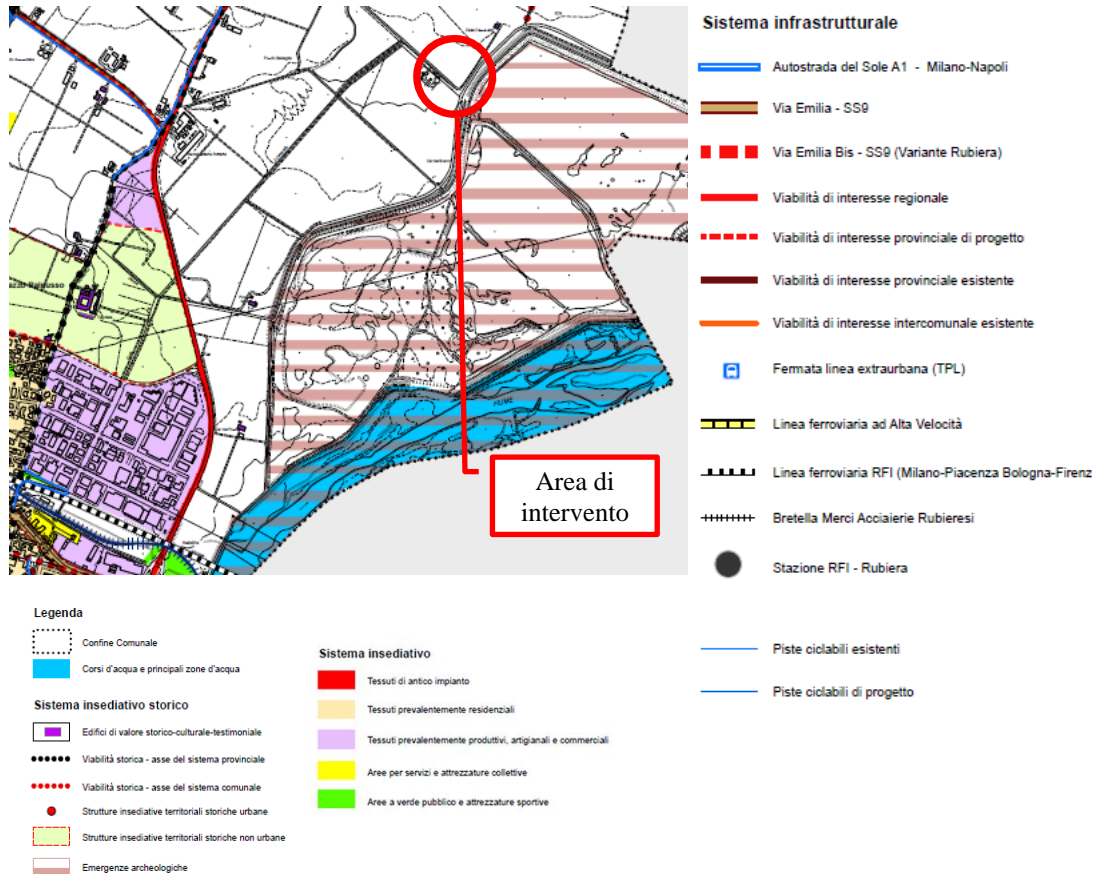 FIUME
Area di
intervento
Sistema infrastrutturale
Autostrada del Sole A1 - Milano-Napoli
Via Emilia - SS9
Via Emilia Bis - SS9 (Variante Rubiera)
Viabilità di interesse regionale
Viabilità di interesse provinciale di progetto
Viabilità di interesse provinciale esistente
Viabilità di interesse intercomunale esistente
Fermata linea extraurbana (TPL)
Linea ferroviaria ad Alta Velocità
Linea ferroviaria RFI (Milano-Piacenza Bologna-Firenz
Bretella Merci Acciaierie Rubieresi
Stazione RFI - Rubiera
Piste ciclabili esistenti
Piste ciclabili di progetto
Legenda
Confine Comunale
Corsi d'acqua e principali zone d'acqua
Sistema insediativo storico
Edifici di valore storico-culturale-testimoniale
Viabilità storica - asse del sistema provinciale
Viabilità storica - asse del sistema comunale
Strutture insediative territoriali storiche urbane
Strutture insediative territoriali storiche non urbane
Emergenze archeologiche
Sistema insediativo
Tessuti di antico impianto
Tessuti prevalentemente residenziali
Tessuti prevalentemente produttivi, artigianali e commerciali
Aree per servizi e attrezzature collettive
Aree a verde pubblico e attrezzature sportive